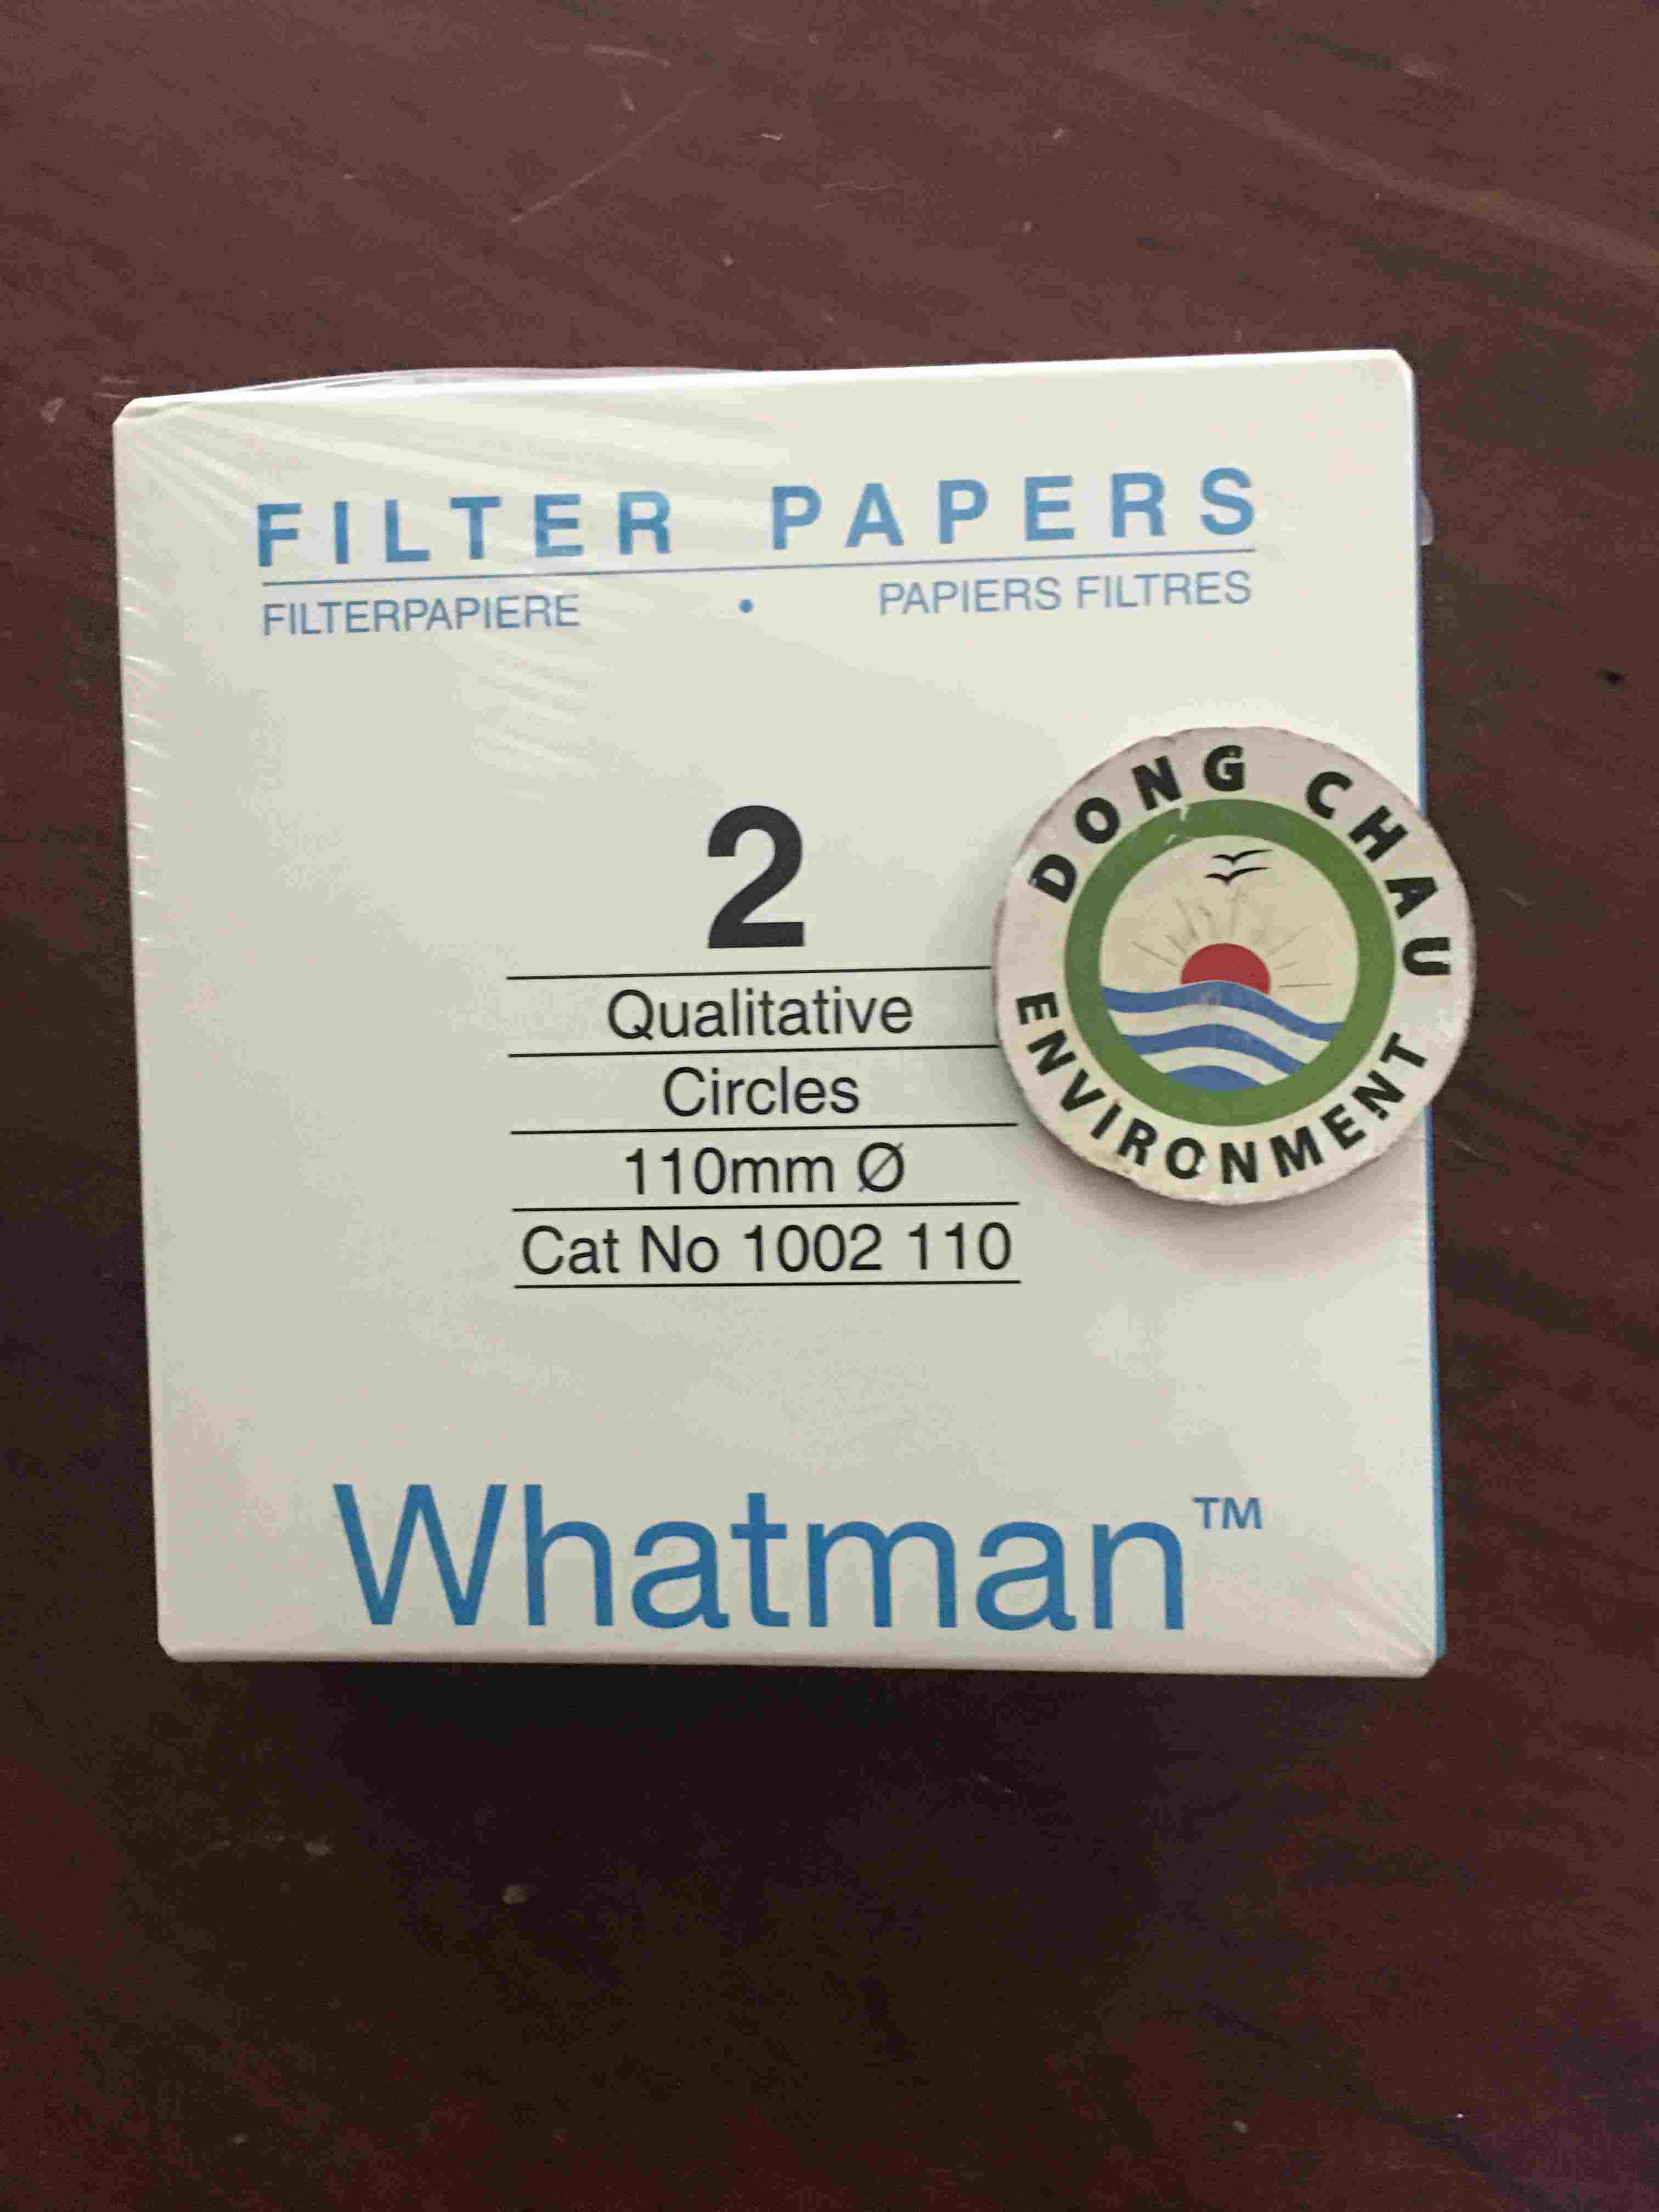 FILTER PAPERS
FILTERPAPIERE • PAPIERS FILTRES
2
Qualitative
Circles
110mm Ø
Cat No 1002 110
DONG CHAU
ENVIRONMENT
Whatman™